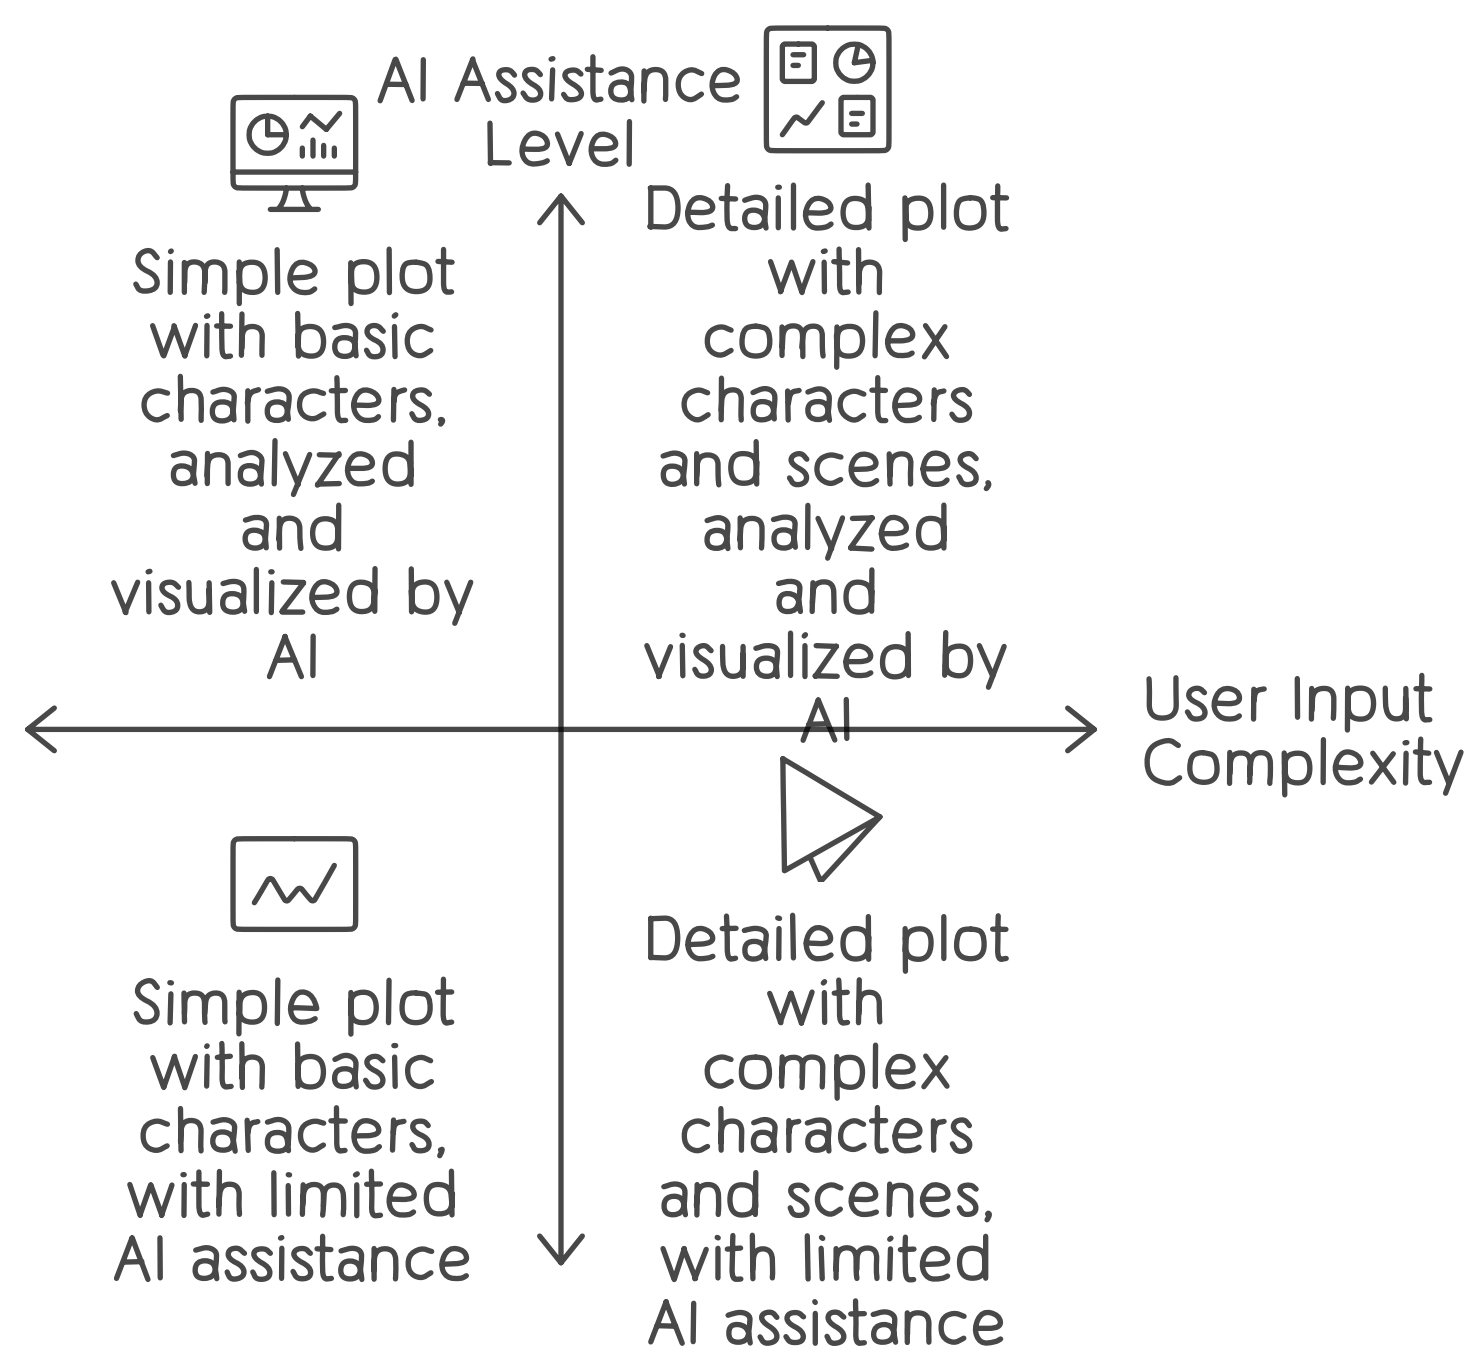 AI Assistance
Level
Simple plot
with basic
characters,
analyzed
and
visualized by
AI
Detailed plot
with
complex
characters
and scenes,
analyzed
and
visualized by
AI
User Input
Complexity
Simple plot
with basic
characters,
with limited
AI assistance
Detailed plot
with
complex
characters
and scenes,
with limited
AI assistance